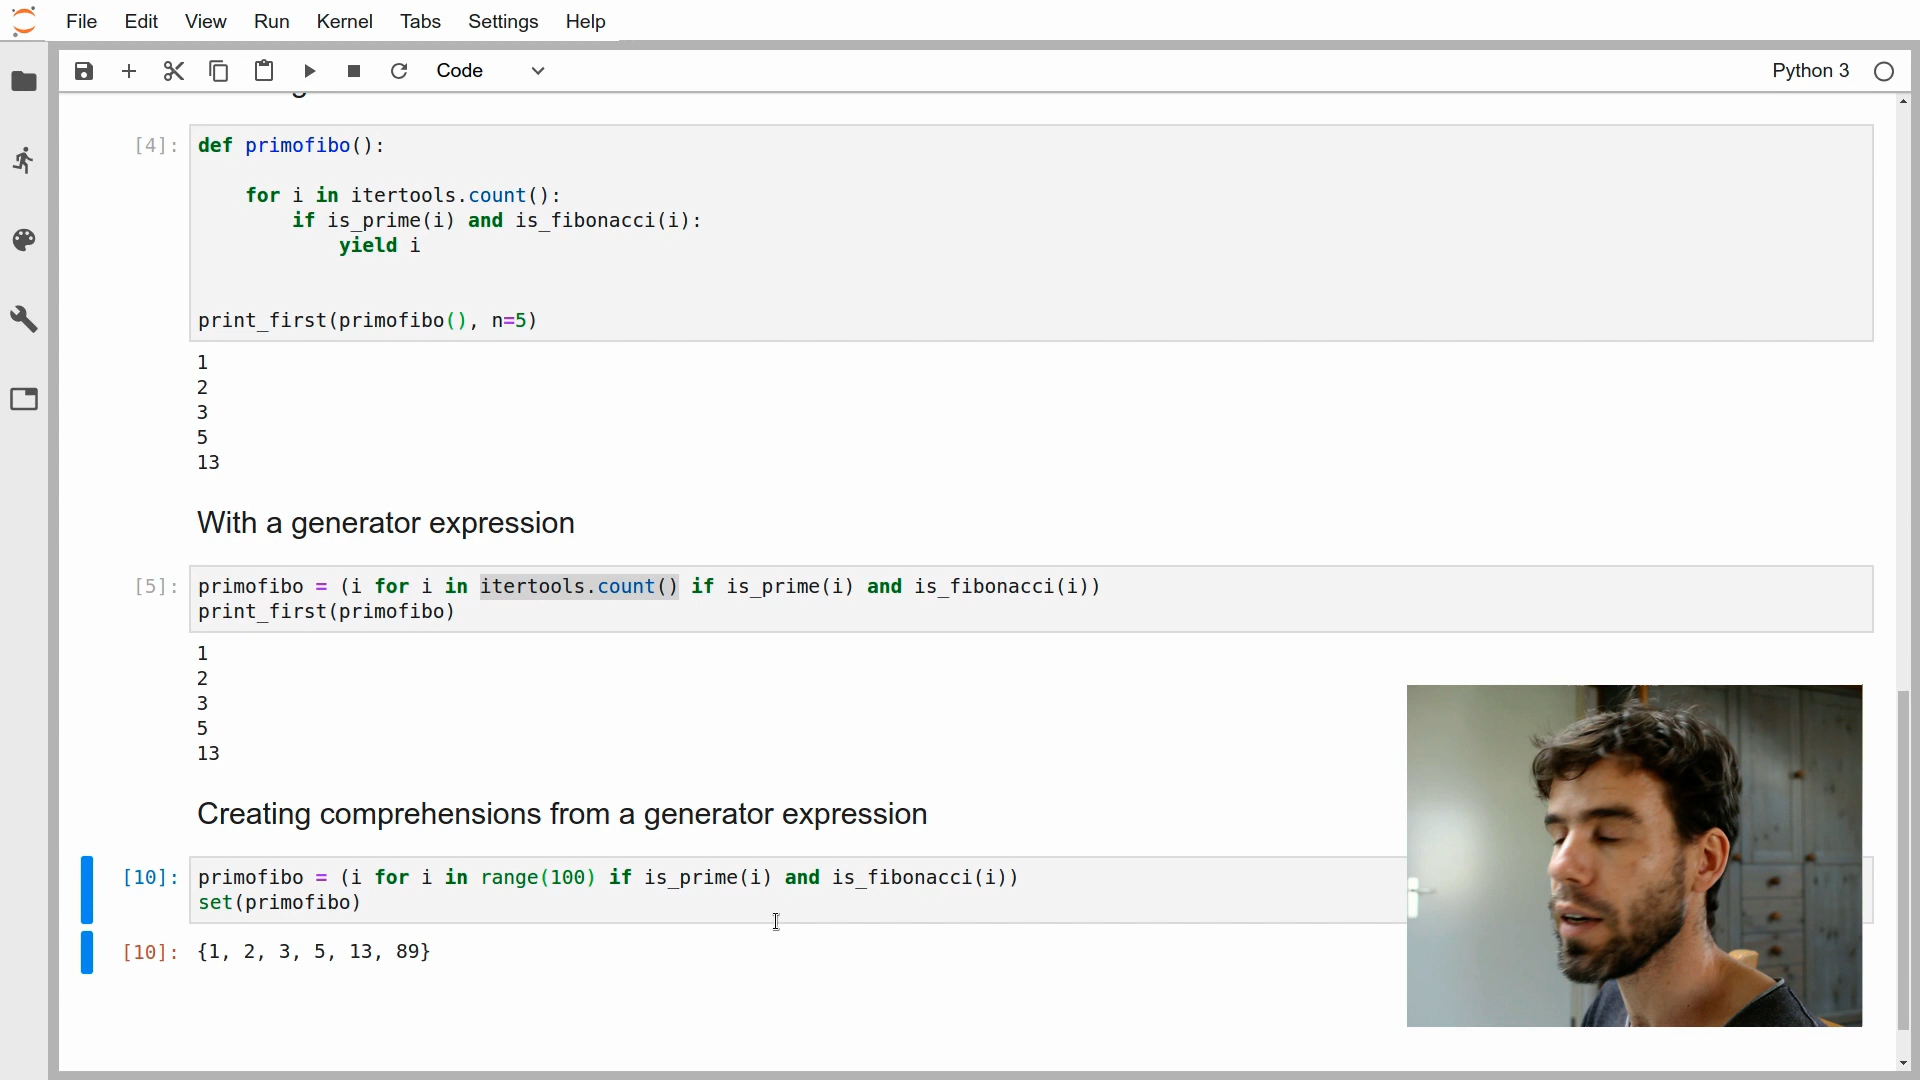 File Edit View Run Kernel Tabs Settings Help
Code
Python 3
[4]: def primofibo():
for i in itertools.count():
if is_prime(i) and is_fibonacci(i):
yield i
print_first(primofibo(), n=5)
1
2
3
5
13
With a generator expression
[5]: primofibo = (i for i in itertools.count() if is_prime(i) and is_fibonacci(i))
print_first(primofibo)
1
2
3
5
13
Creating comprehensions from a generator expression
[10]: primofibo = (i for i in range(100) if is_prime(i) and is_fibonacci(i))
set(primofibo)
[10]: {1, 2, 3, 5, 13, 89}